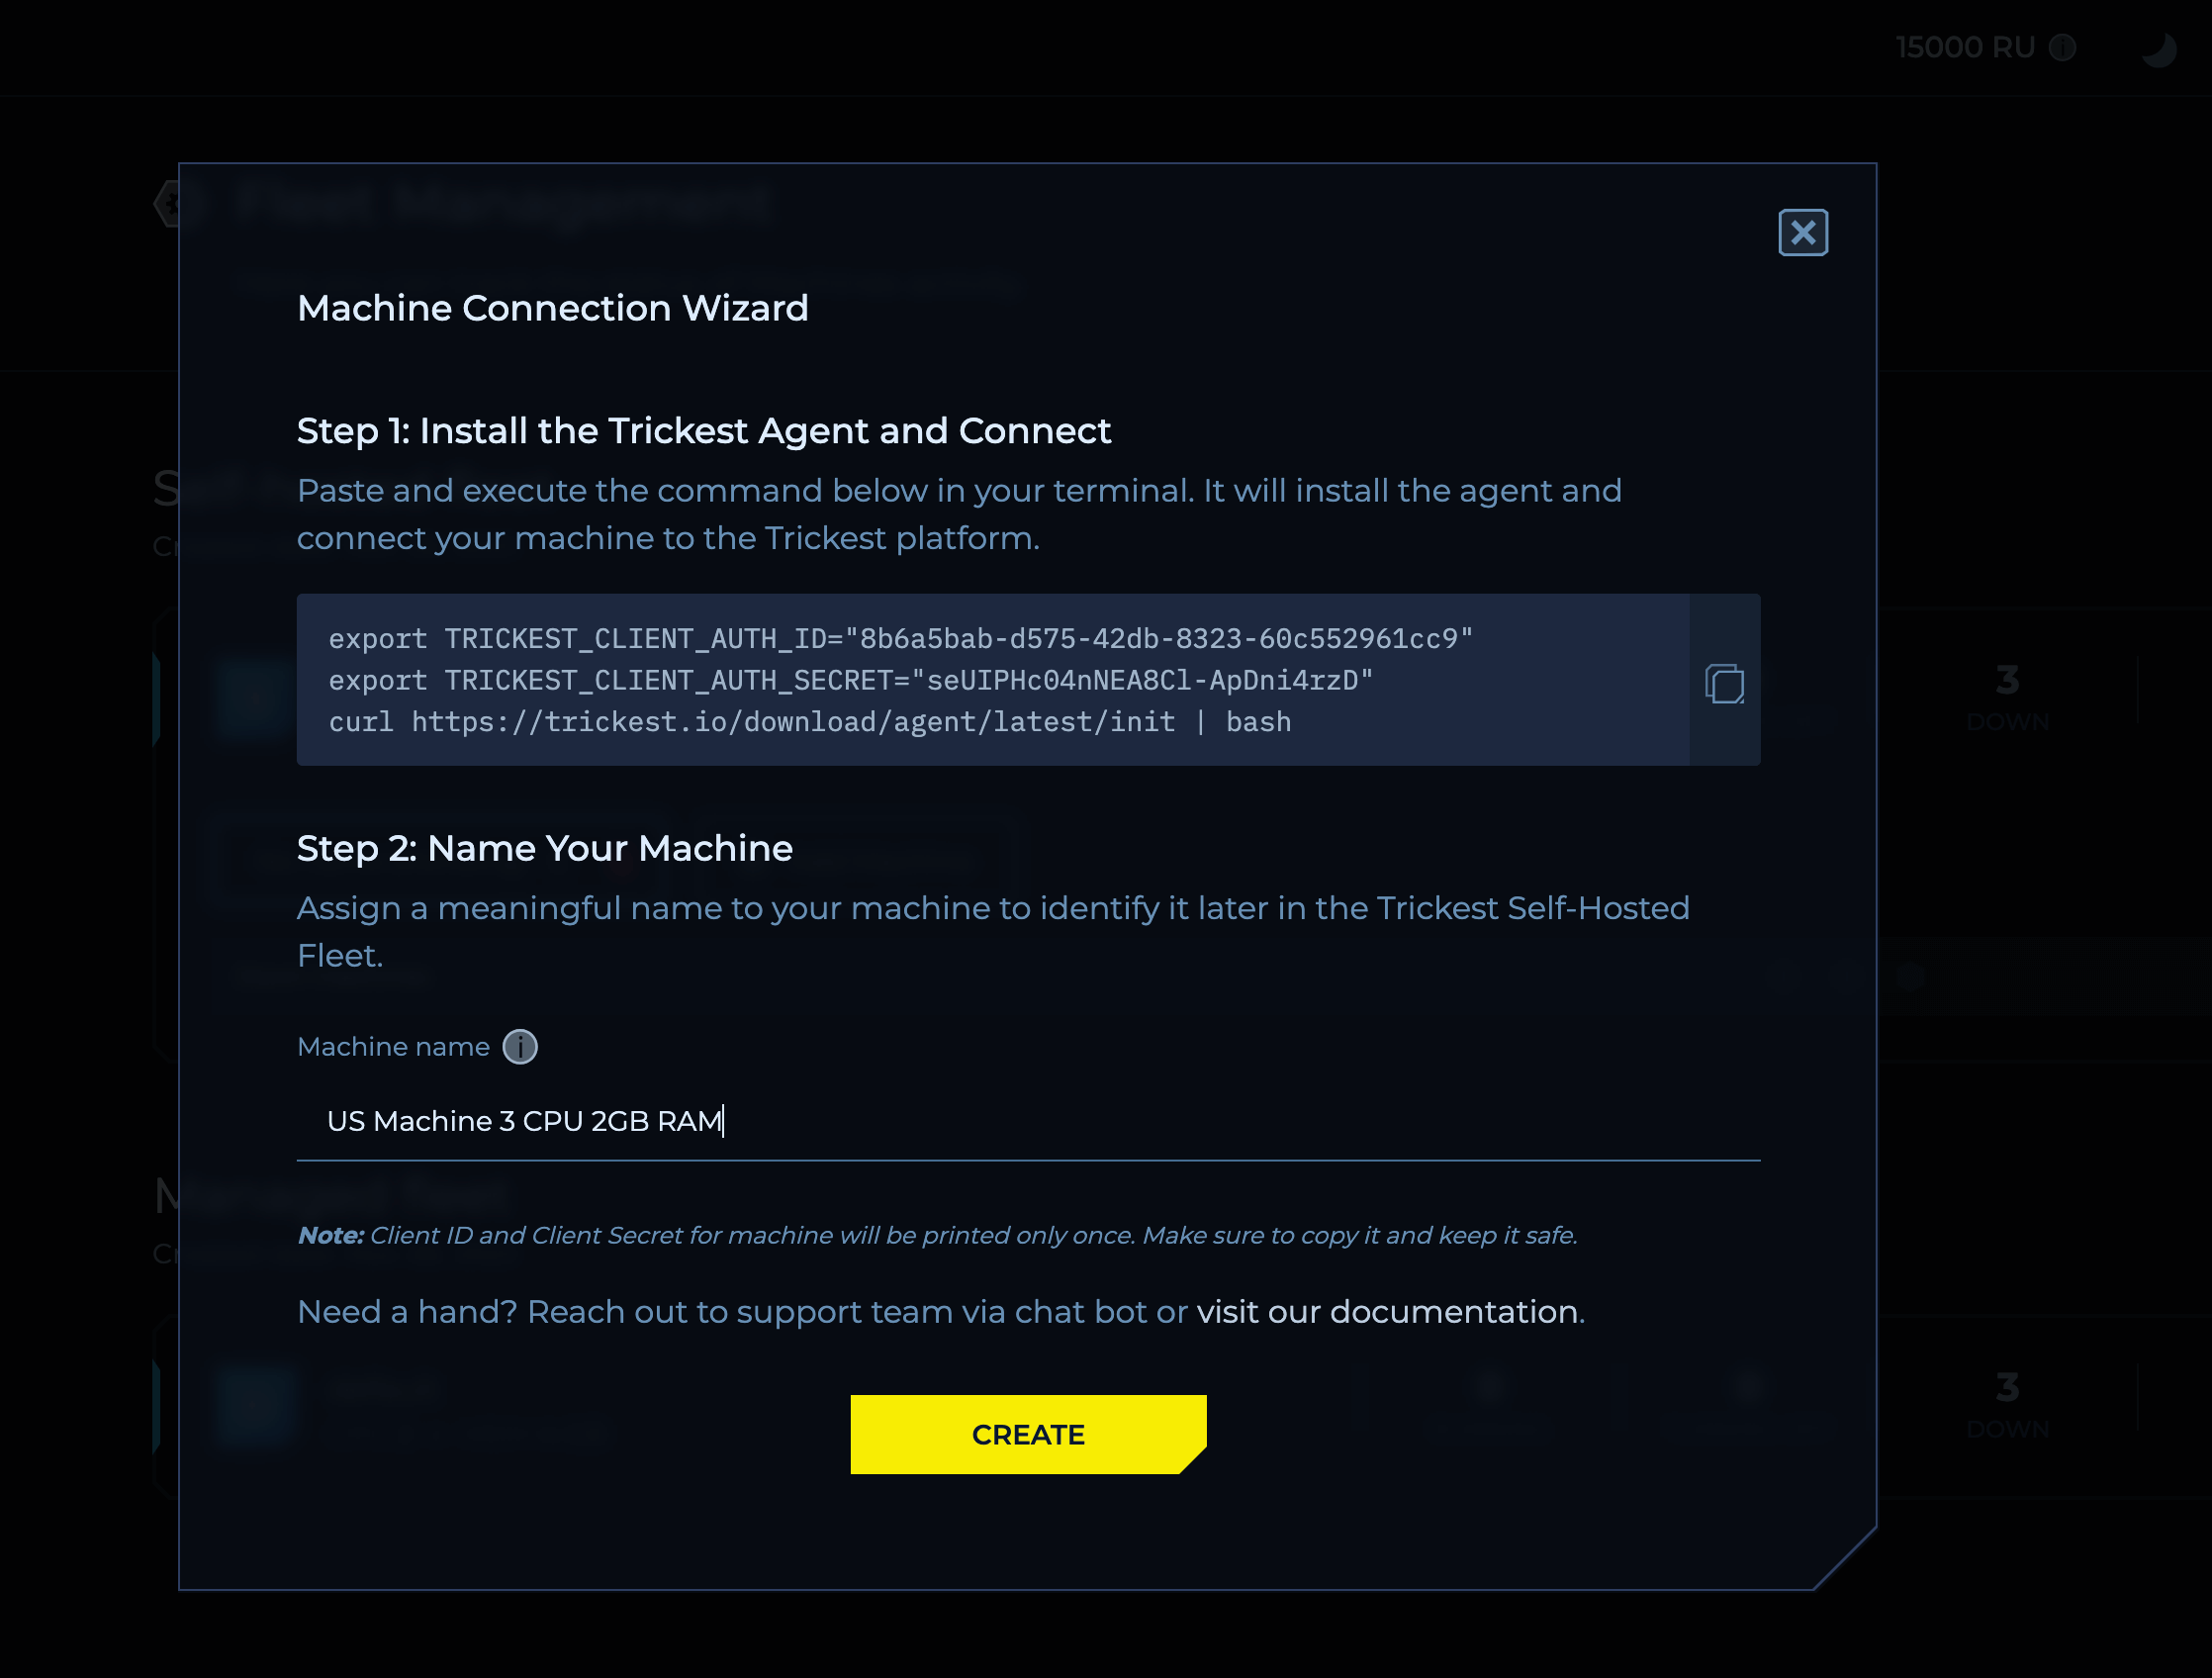 15000 RU
Fleet Management
Machine Connection Wizard
Step 1: Install the Trickest Agent and Connect
Paste and execute the command below in your terminal. It will install the agent and
connect your machine to the Trickest platform.
export TRICKEST_CLIENT_AUTH_ID="8b6a5bab-d575-42db-8323-60c552961cc9"
export TRICKEST_CLIENT_AUTH_SECRET="seUIPHc04nNEA8Cl-ApDni4rzD"
curl https://trickest.io/download/agent/latest/init | bash
3
DOWN
Step 2: Name Your Machine
Assign a meaningful name to your machine to identify it later in the Trickest Self-Hosted
Fleet.
Machine name
US Machine 3 CPU 2GB RAM
Note: Client ID and Client Secret for machine will be printed only once. Make sure to copy it and keep it safe.
Need a hand? Reach out to support team via chat bot or visit our documentation.
3
DOWN
CREATE